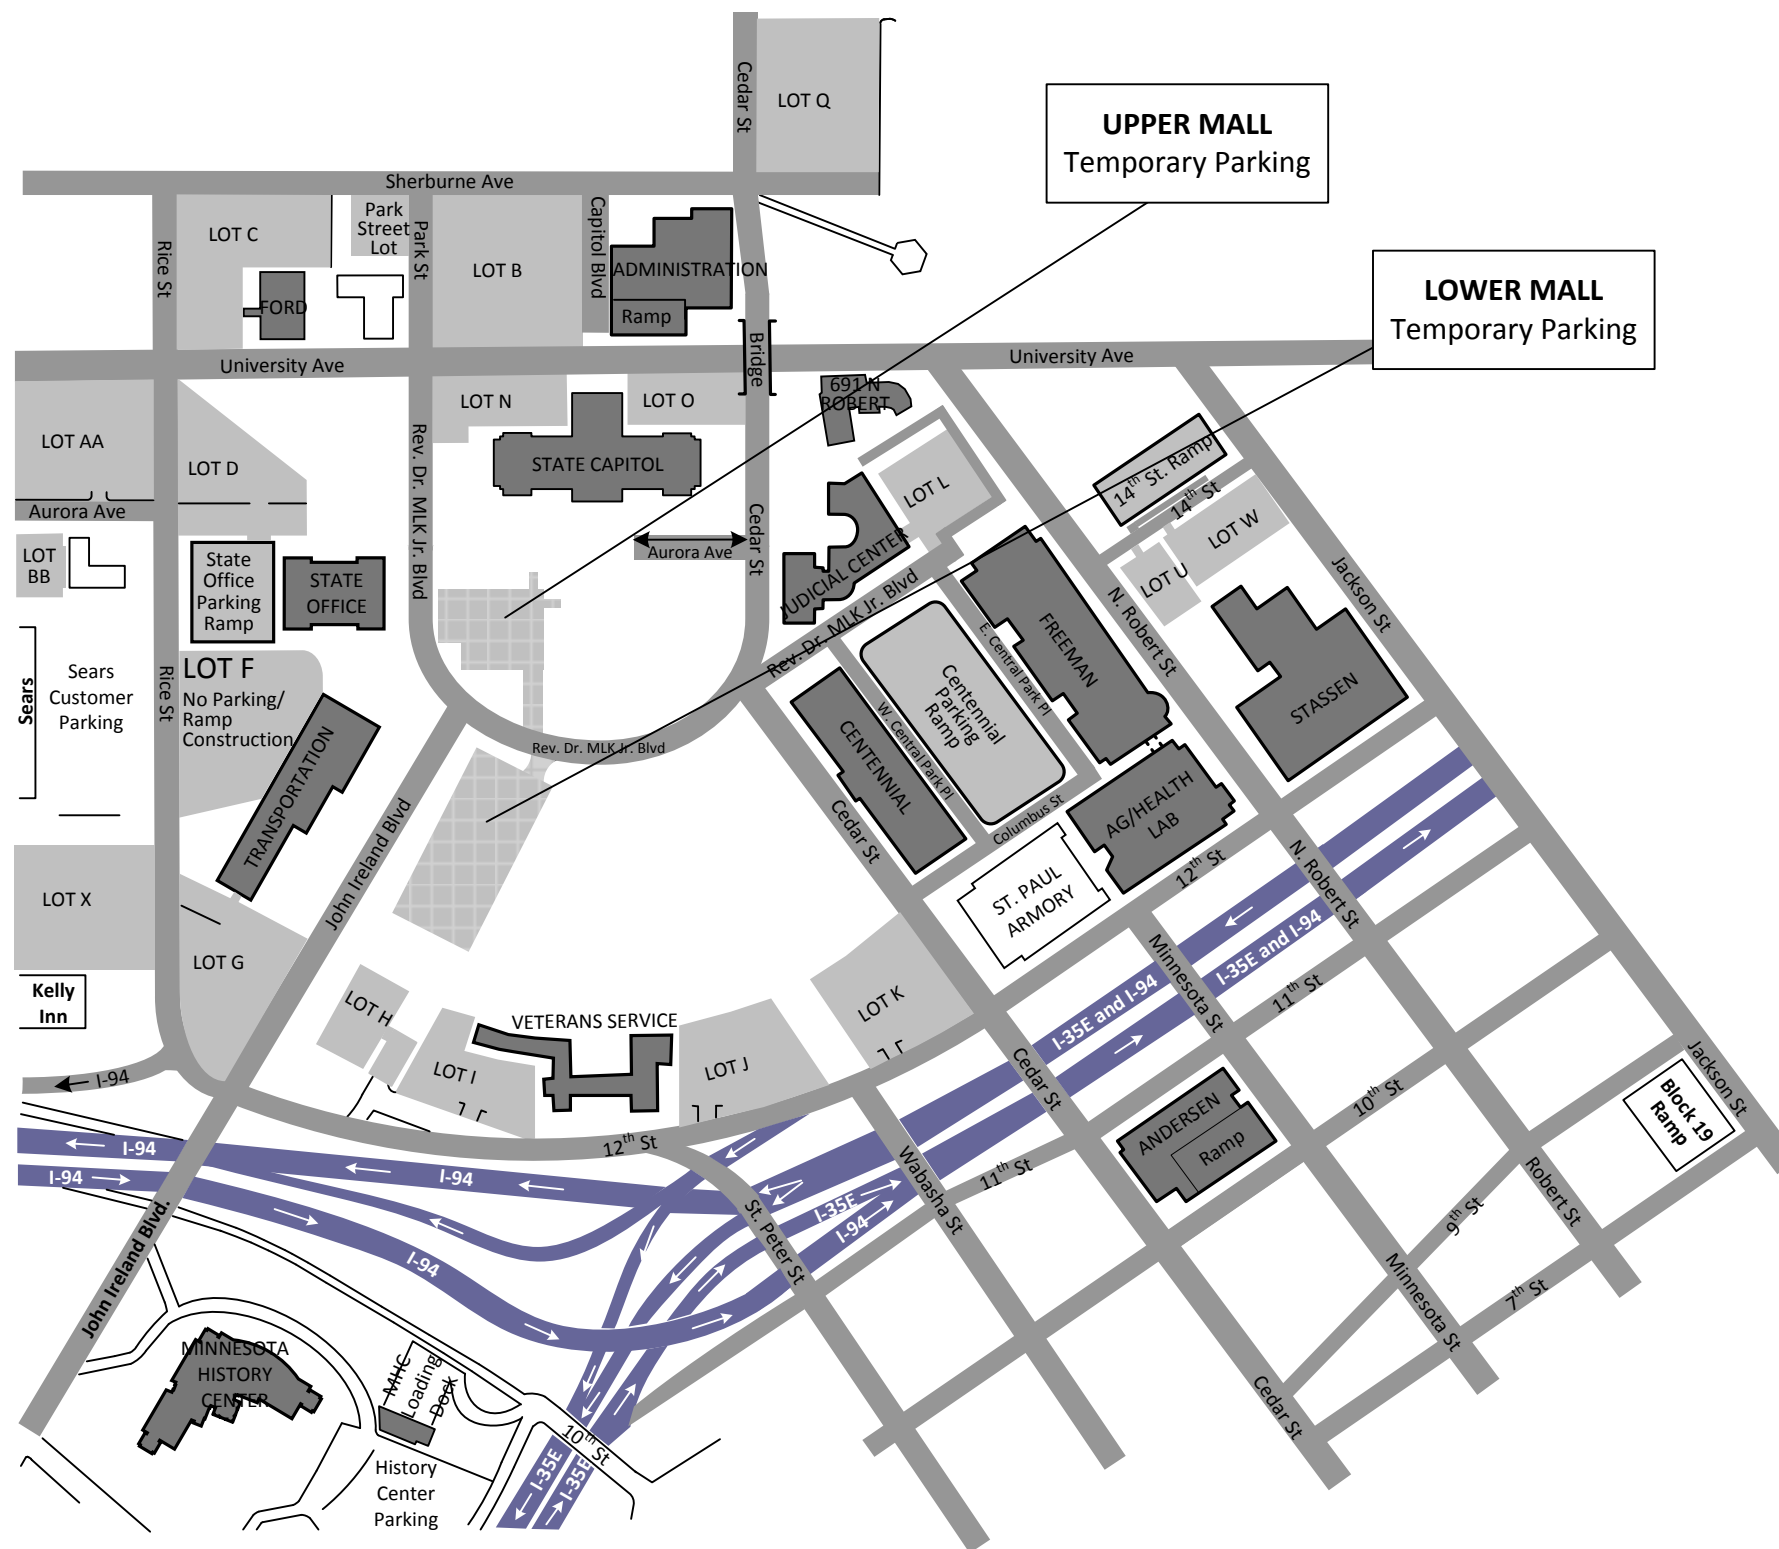 Cedar St
LOT Q
UPPER MALL
Temporary Parking
Sherburne Ave
LOWER MALL
Temporary Parking
Rice St
LOT C
Park
Street
Lot
Park St
LOT B
Capitol Blvd
ADMINISTRATION
Ramp
FORD
Bridge
University Ave
University Ave
LOT AA
LOT D
Rev. Dr. MLK Jr. Blvd
LOT N
LOT O
STATE CAPITOL
691 N
ROBERT
LOT L
14th St. Ramp
14th St
LOT W
LOT U
Aurora Ave
Aurora Ave
Cedar St
JUDICIAL CENTER
Rev. Dr. MLK Jr. Blvd
LOT
BB
State
Office
Parking
Ramp
STATE
OFFICE
Jackson St
N. Robert St
FREEMAN
E. Central Park Pl
Centennial
Parking
Ramp
W. Central Park Pl
CENTENNIAL
STASSEN
Sears
Sears
Customer
Parking
Rice St
LOT F
No Parking/
Ramp
Construction
TRANSPORTATION
Rev. Dr. MLK Jr. Blvd
John Ireland Blvd
Cedar St
Columbus St
AG/HEALTH
LAB
12th St
N. Robert St
ST. PAUL
ARMORY
LOT X
LOT G
Kelly
Inn
LOT H
LOT I
VETERANS SERVICE
LOT J
LOT K
Minnesota St
I-35E and I-94
I-35E and I-94
11th St
Cedar St
10th St
Jackson St
Block 19
Ramp
ANDERSEN
Ramp
I-94
I-94
I-94
I-94
12th St
11th St
Wabasha St
I-35E
I-94
St. Peter St
9th St
Robert St
7th St
Minnesota St
Cedar St
I-94
John Ireland Blvd.
MINNESOTA
HISTORY
CENTER
MHC
Loading
Dock
10th St
I-35E
I-35E
History
Center
Parking